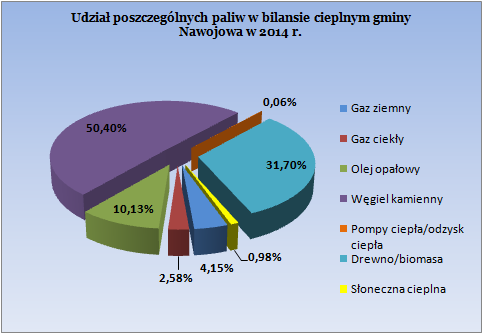 Udział poszczególnych paliw w bilansie cieplnym gminy
Nawojowa w 2014 r.
50,40%
0,06%
31,70%
10,13%
2,58%
4,15%
0,98%
Gaz ziemny
Gaz ciekły
Olej opałowy
Węgiel kamienny
Pompy ciepła/odzysk
ciepła
Drewno/biomasa
Słoneczna cieplna